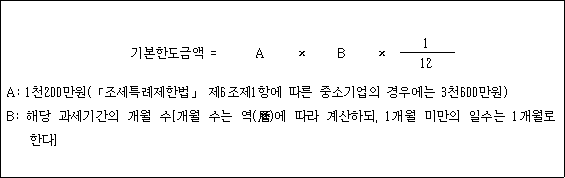 기본한도금액 = A × B × 1/12
A: 1천200만원(「조세특례제한법」 제6조제1항에 따른 중소기업의 경우에는 3천600만원)
B: 해당 과세기간의 개월 수[개월 수는 역(曆)에 따라 계산하되, 1개월 미만의 일수는 1개월로
한다]